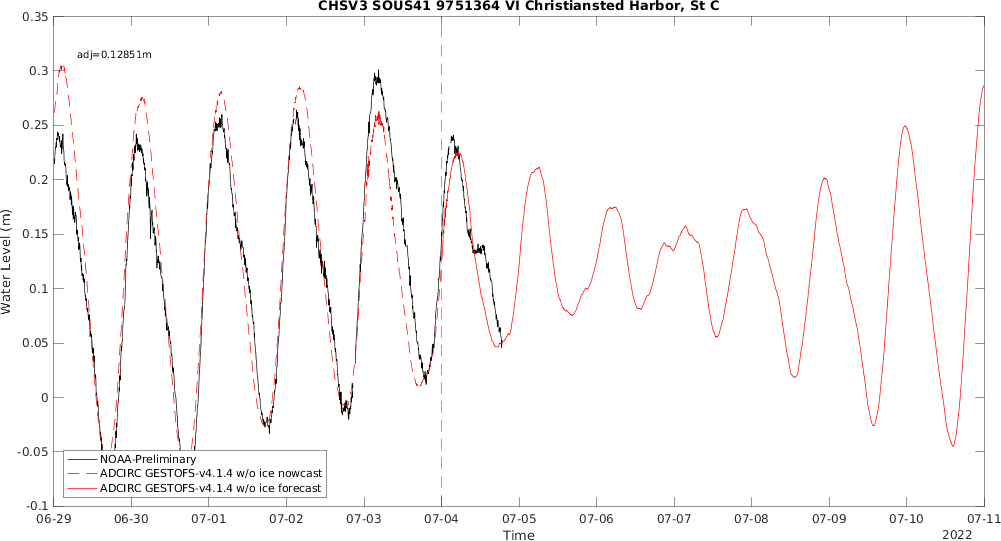 CHSV3 SOUS41 9751364 VI Christiansted Harbor, St C
0.35
adj=0.12851m
0.3
0.25
0.2
0.15
0.1
0.05
0
-0.05
-0.1
Water Level (m)
NOAA-Preliminary
ADCIRC GESTOFS-v4.1.4 w/o ice nowcast
ADCIRC GESTOFS-v4.1.4 w/o ice forecast
06-29 06-30 07-01 07-02 07-03 07-04 07-05 07-06 07-07 07-08 07-09 07-10 07-11
Time
2022